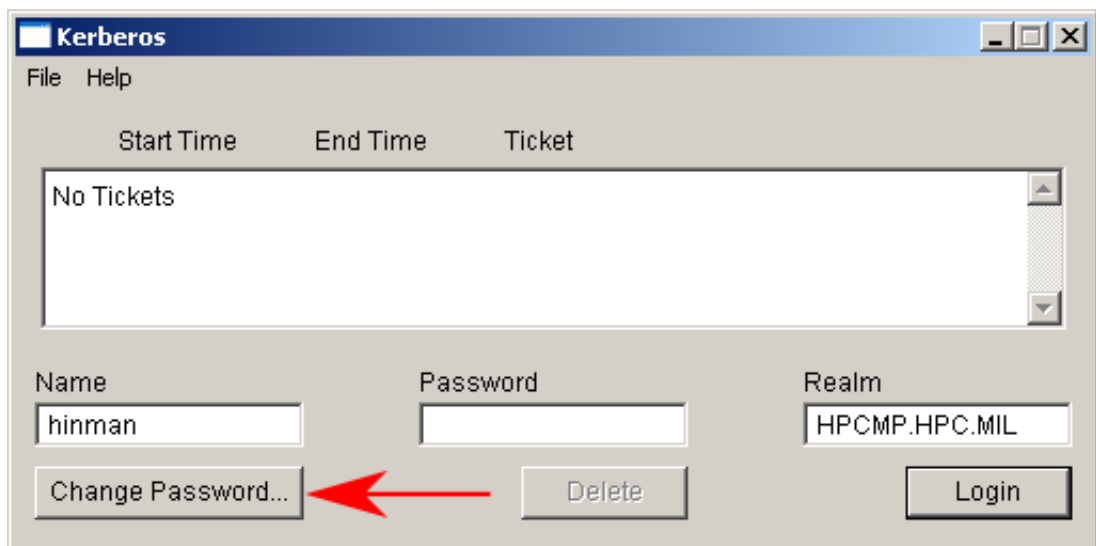 Kerberos
File Help
Start Time End Time Ticket
No Tickets
Name Password Realm
hinman HPCMP.HPC.MIL
Change Password... Delete Login